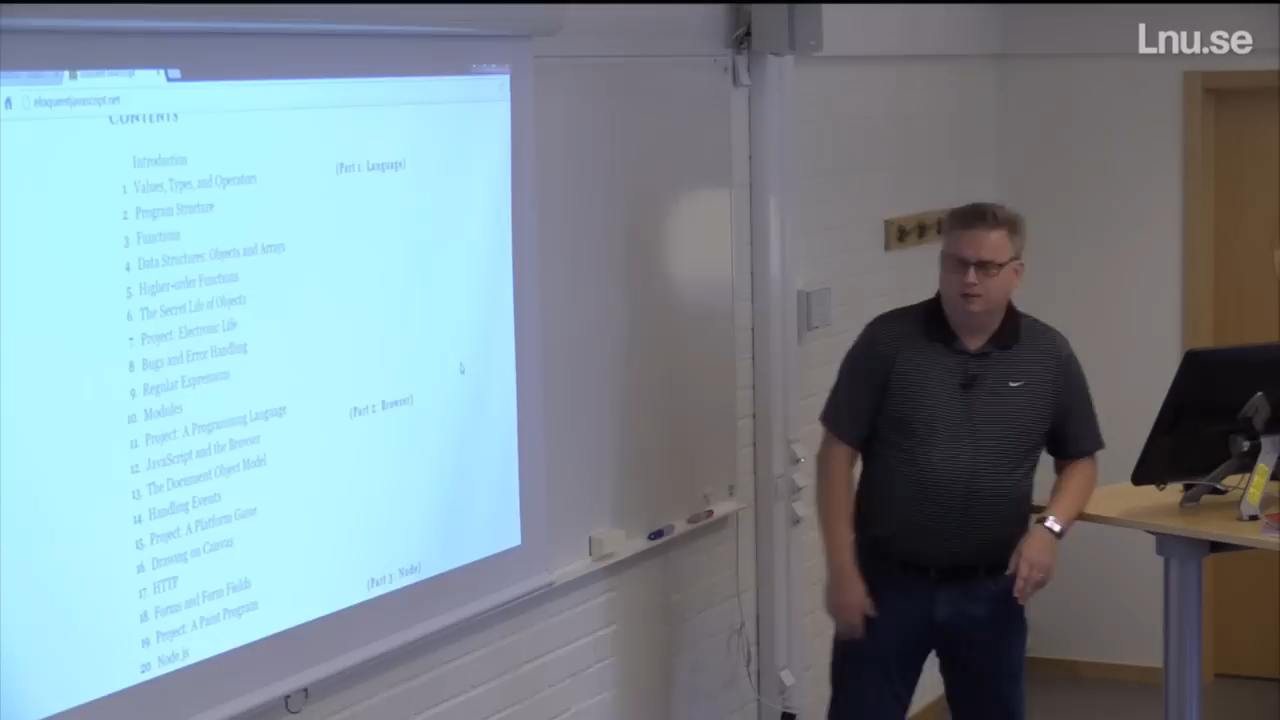 Lnu.se
eloquentjavascript.net
CONTENTS
Introduction
(Part 1: Language)
1. Values, Types, and Operators
2. Program Structure
3. Functions
4. Data Structures: Objects and Arrays
5. Higher-order Functions
6. The Secret Life of Objects
7. Project: Electronic Life
8. Bugs and Error Handling
9. Regular Expressions
10. Modules
11. Project: A Programming Language
(Part 2: Browser)
12. JavaScript and the Browser
13. The Document Object Model
14. Handling Events
15. Project: A Platform Game
16. Drawing on Canvas
17. HTTP
18. Forms and Form Fields
19. Project: A Paint Program
(Part 3: Node)
20. Node.js